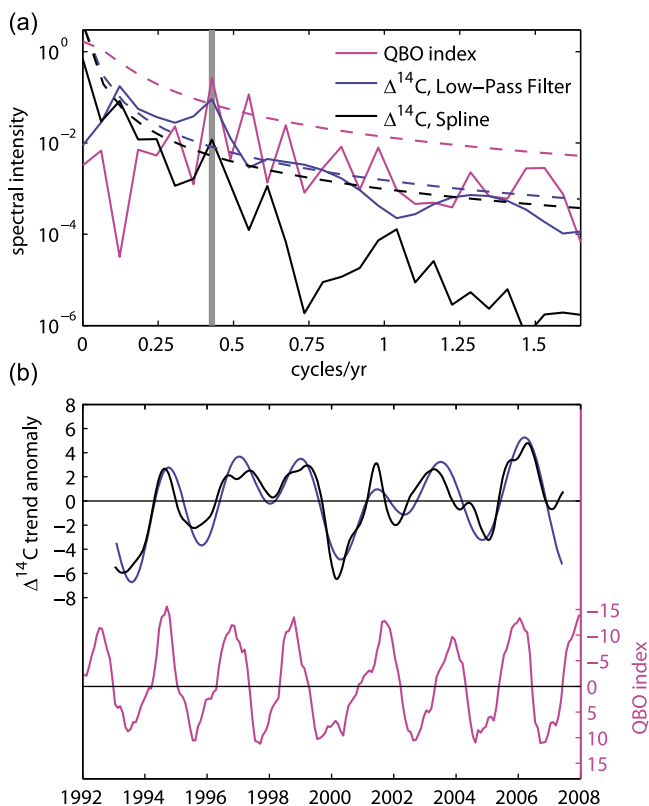 (a)
10^0
10^−2
10^−4
10^−6
spectral intensity
QBO index
Δ^14C, Low−Pass Filter
Δ^14C, Spline
0 0.25 0.5 0.75 1 1.25 1.5
cycles/yr
(b)
8
6
4
2
0
−2
−4
−6
−8
Δ^14C trend anomaly
-15
-10
-5
0
5
10
15
QBO index
1992 1994 1996 1998 2000 2002 2004 2006 2008